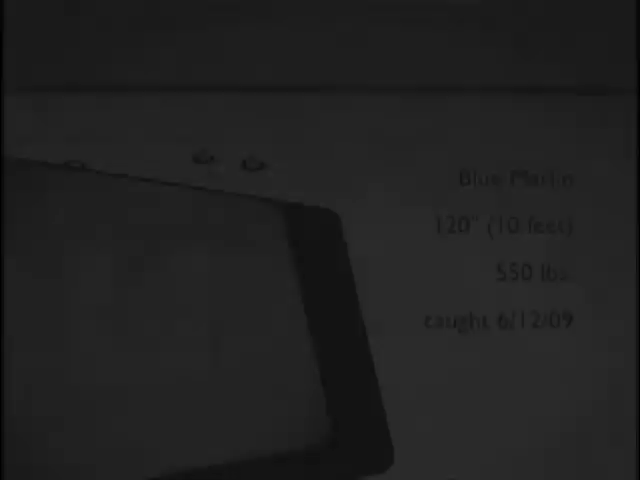 Blue Marlin
120" (10 feet)
550 lbs.
caught 6/12/09